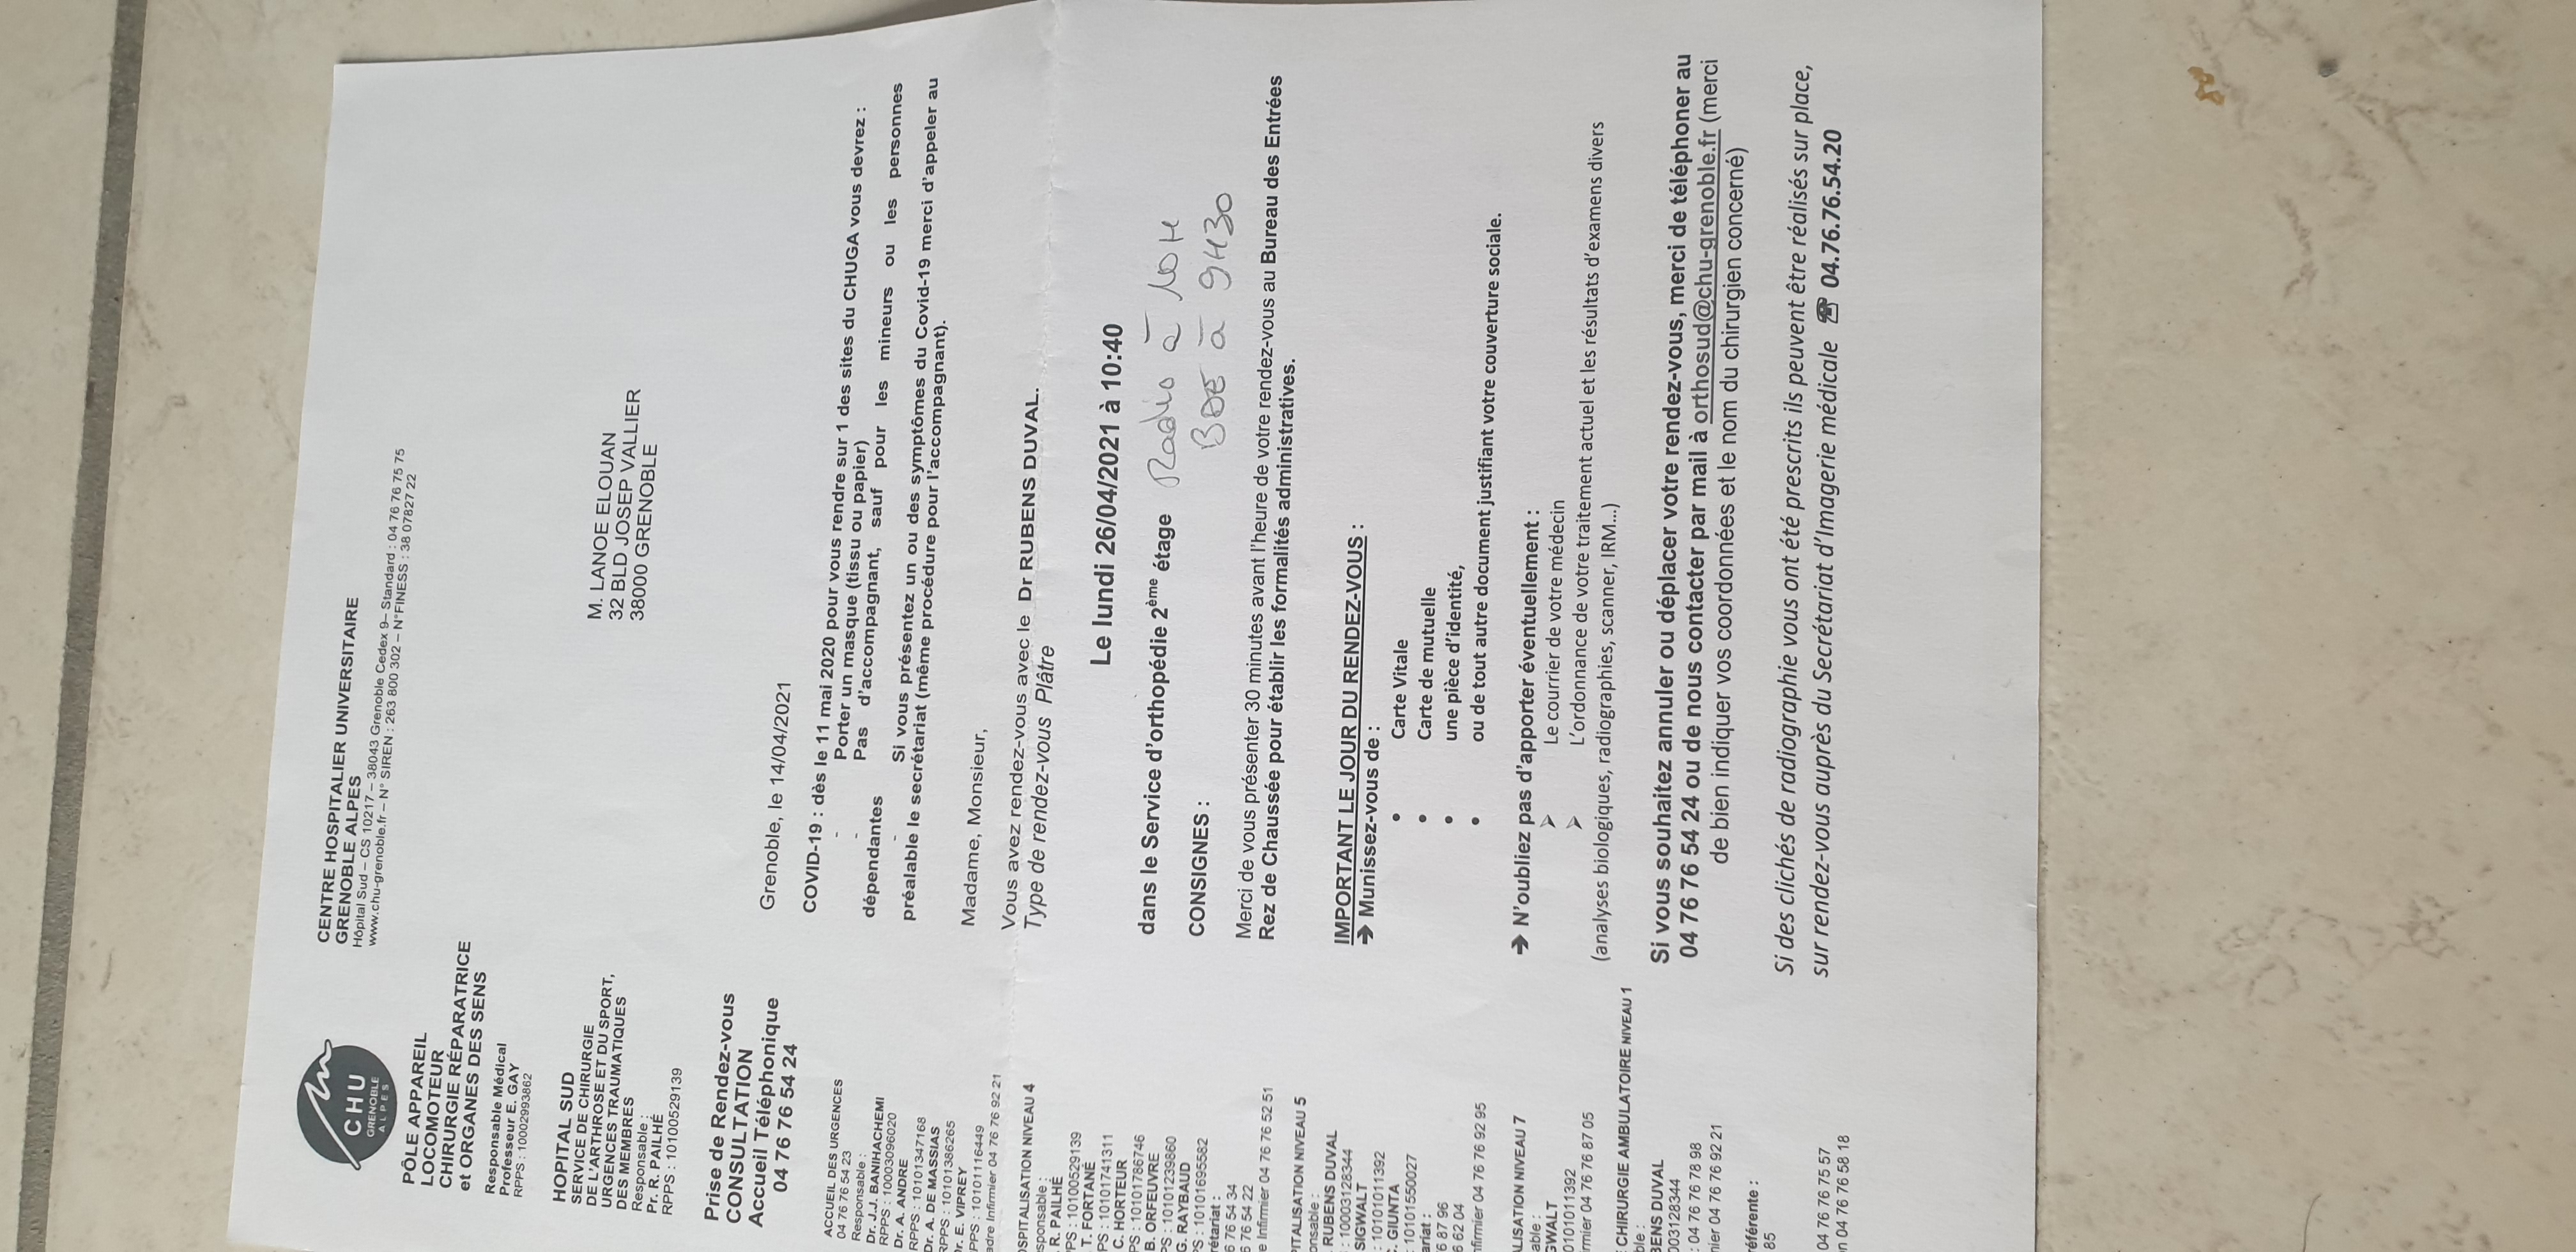 CHU
GRENOBLE
ALPES
CENTRE HOSPITALIER UNIVERSITAIRE
GRENOBLE ALPES
Hôpital Sud – CS 10217 – 38043 Grenoble Cedex 9– Standard : 04 76 76 75 75
www.chu-grenoble.fr – N° SIREN : 263 800 302 – N°FINESS : 38 07827 22
PÔLE APPAREIL
LOCOMOTEUR
CHIRURGIE RÉPARATRICE
et ORGANES DES SENS
Responsable Médical
Professeur E. GAY
RPPS : 10002993862
HOPITAL SUD
SERVICE DE CHIRURGIE
DE L'ARTHROSE ET DU SPORT,
URGENCES TRAUMATIQUES
DES MEMBRES
Responsable :
Pr. R. PAILHÉ
RPPS : 10100529139
Prise de Rendez-vous
CONSULTATION
Accueil Téléphonique
04 76 76 54 24
ACCUEIL DES URGENCES
04 76 76 54 23
Responsable :
Dr. J.J. BANIHACHEMI
RPPS : 10003096020
Dr. A. ANDRE
RPPS : 10101347168
Dr. A. DE MASSIAS
RPPS : 10101386265
Dr. E. VIPREY
PPS : 10101116449
adre Infirmier 04 76 76 92 21
OSPITALISATION NIVEAU 4
sponsable :
. R. PAILHÉ
PS : 10100529139
T. FORTANÉ
PS : 10101741311
C. HORTEUR
PS : 10101786746
B. ORFEUVRE
PS : 10101239860
G. RAYBAUD
PS : 10101695582
rétariat :
6 76 54 34
6 76 54 22
e Infirmier 04 76 76 52 51
PITALISATION NIVEAU 5
onsable :
. RUBENS DUVAL
: 10003128344
SIGWALT
: 10101011392
C. GIUNTA
: 10101550027
ariat :
6 87 96
6 62 04
nfirmier 04 76 76 92 95
ALISATION NIVEAU 7
able :
GWALT
0101011392
irmier 04 76 76 87 05
E CHIRURGIE AMBULATOIRE NIVEAU 1
ble :
BENS DUVAL
003128344
: 04 76 76 78 98
nier 04 76 76 92 21
référente :
85
04 76 76 75 57
n 04 76 76 58 18
M. LANOE ELOUAN
32 BLD JOSEP VALLIER
38000 GRENOBLE
Grenoble, le 14/04/2021
COVID-19 : dès le 11 mai 2020 pour vous rendre sur 1 des sites du CHUGA vous devrez :
- Porter un masque (tissu ou papier)
- Pas d'accompagnant, sauf pour les mineurs ou les personnes
dépendantes
- Si vous présentez un ou des symptômes du Covid-19 merci d'appeler au
préalable le secrétariat (même procédure pour l'accompagnant).
Madame, Monsieur,
Vous avez rendez-vous avec le Dr RUBENS DUVAL.
Type de rendez-vous Plâtre
Le lundi 26/04/2021 à 10:40
dans le Service d'orthopédie 2ème étage Radio à 10H
CONSIGNES : BDE à 9H30
Merci de vous présenter 30 minutes avant l'heure de votre rendez-vous au Bureau des Entrées
Rez de Chaussée pour établir les formalités administratives.
IMPORTANT LE JOUR DU RENDEZ-VOUS :
➔ Munissez-vous de :
• Carte Vitale
• Carte de mutuelle
• une pièce d'identité,
• ou de tout autre document justifiant votre couverture sociale.
➔ N'oubliez pas d'apporter éventuellement :
➢ Le courrier de votre médecin
➢ L'ordonnance de votre traitement actuel et les résultats d'examens divers
(analyses biologiques, radiographies, scanner, IRM...)
Si vous souhaitez annuler ou déplacer votre rendez-vous, merci de téléphoner au
04 76 76 54 24 ou de nous contacter par mail à orthosud@chu-grenoble.fr (merci
de bien indiquer vos coordonnées et le nom du chirurgien concerné)
Si des clichés de radiographie vous ont été prescrits ils peuvent être réalisés sur place,
sur rendez-vous auprès du Secrétariat d'Imagerie médicale ☎ 04.76.76.54.20